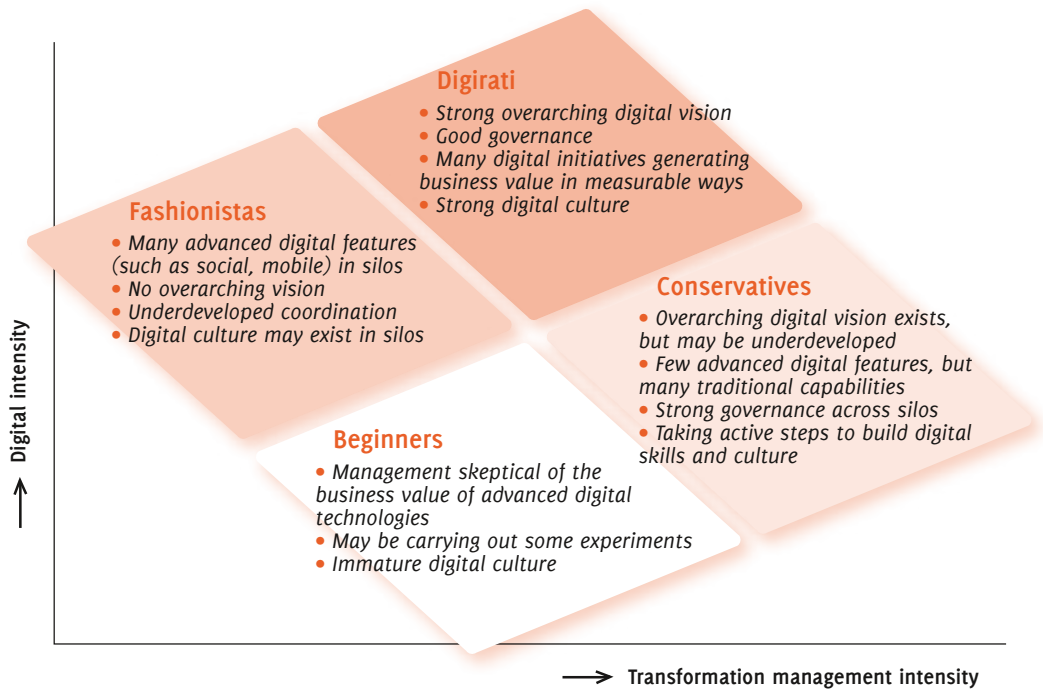 Digirati
• Strong overarching digital vision
• Good governance
• Many digital initiatives generating
business value in measurable ways
• Strong digital culture
Fashionistas
• Many advanced digital features
(such as social, mobile) in silos
• No overarching vision
• Underdeveloped coordination
• Digital culture may exist in silos
Conservatives
• Overarching digital vision exists,
but may be underdeveloped
• Few advanced digital features, but
many traditional capabilities
• Strong governance across silos
• Taking active steps to build digital
skills and culture
Beginners
• Management skeptical of the
business value of advanced digital
technologies
• May be carrying out some experiments
• Immature digital culture
Digital intensity
Transformation management intensity